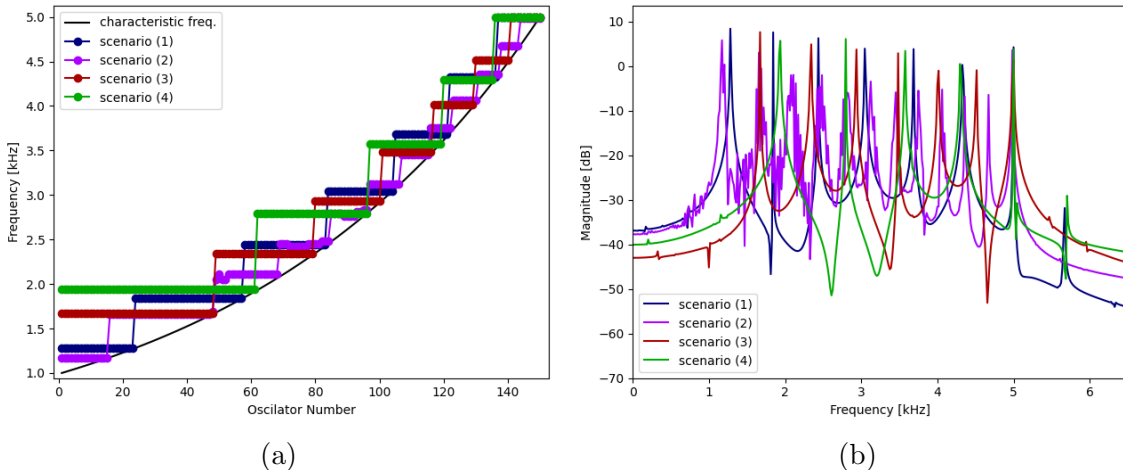 5.0
4.5
4.0
3.5
3.0
2.5
2.0
1.5
1.0
Frequency [kHz]
0 20 40 60 80 100 120 140
Oscilator Number
characteristic freq.
scenario (1)
scenario (2)
scenario (3)
scenario (4)
(a)
10
0
−10
−20
−30
−40
−50
−60
−70
Magnitude [dB]
0 1 2 3 4 5 6
Frequency [kHz]
scenario (1)
scenario (2)
scenario (3)
scenario (4)
(b)